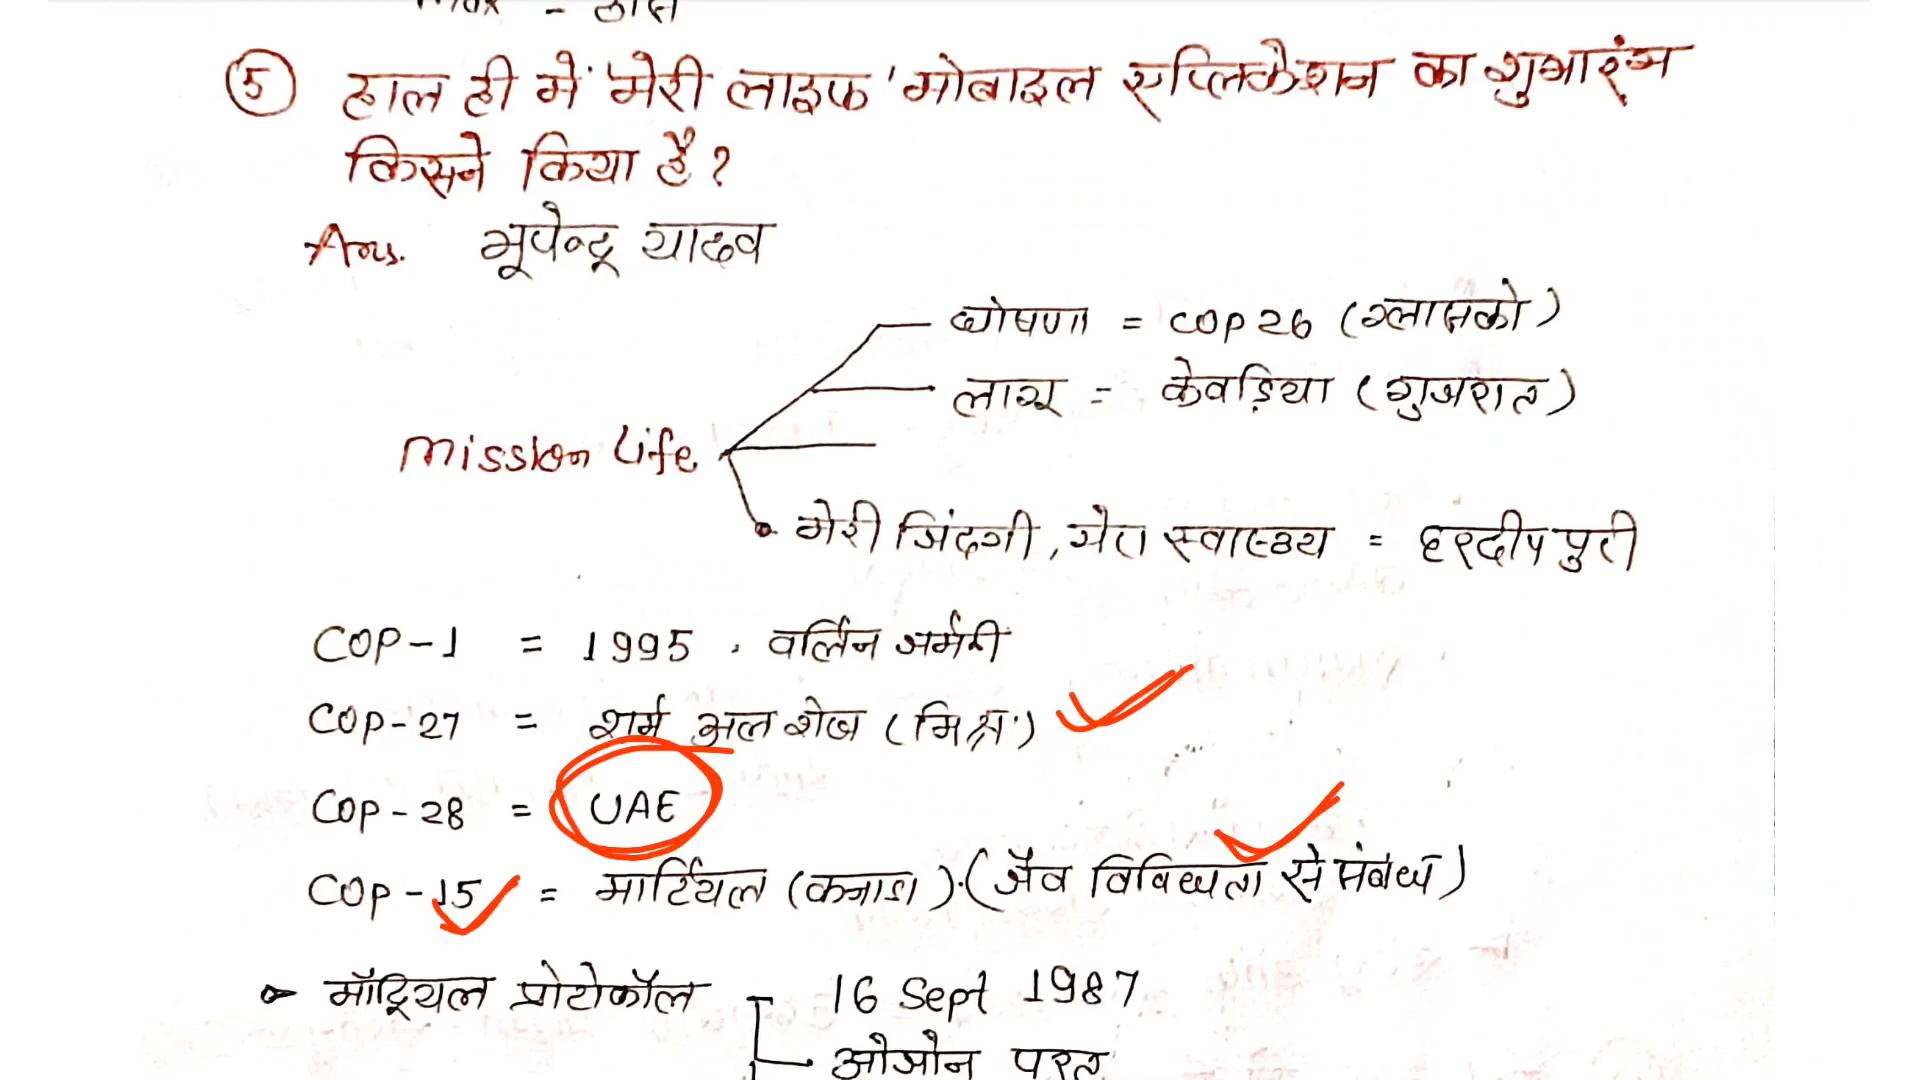 Max - ठोस
⑤ हाल ही में 'मेरी लाइफ' मोबाइल एप्लिकैशन का शुभारंभ
किसने किया है?
Ans. भूपेन्द्र यादव
घोषणा = COP 26 (ग्लासको)
लागू = केवड़िया (गुजरात)
Mission Life
मेरी जिंदगी, मेरा स्वास्थ्य = हरदीप पुरी
COP-1 = 1995, बर्लिन जर्मनी
COP-27 = शर्म अल शेख (मिस्र)
COP-28 = UAE
COP-15 = मार्टियल (कनाडा) (जैव विविधता से संबंध)
मॉट्रियल प्रोटोकॉल 16 Sept 1987
ओजोन परत